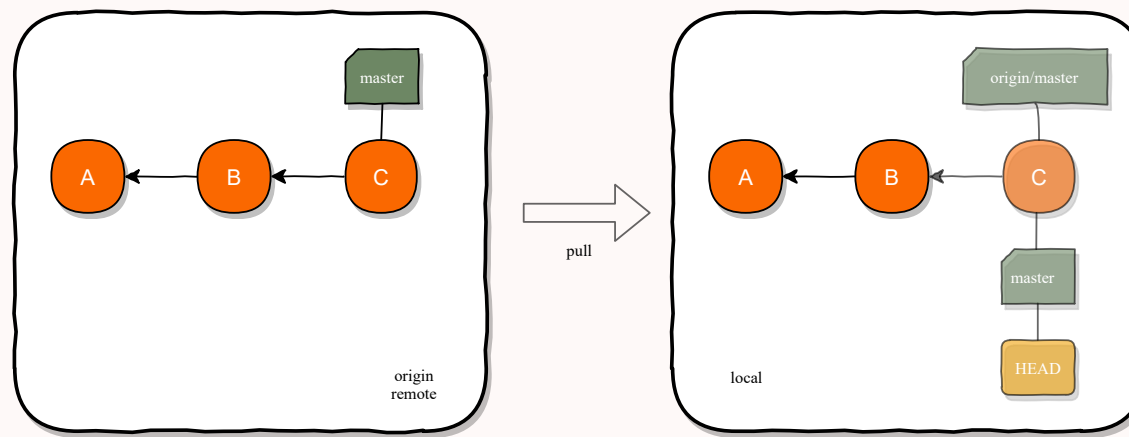 master
A
B
C
origin
remote
pull
origin/master
A
B
C
master
HEAD
local